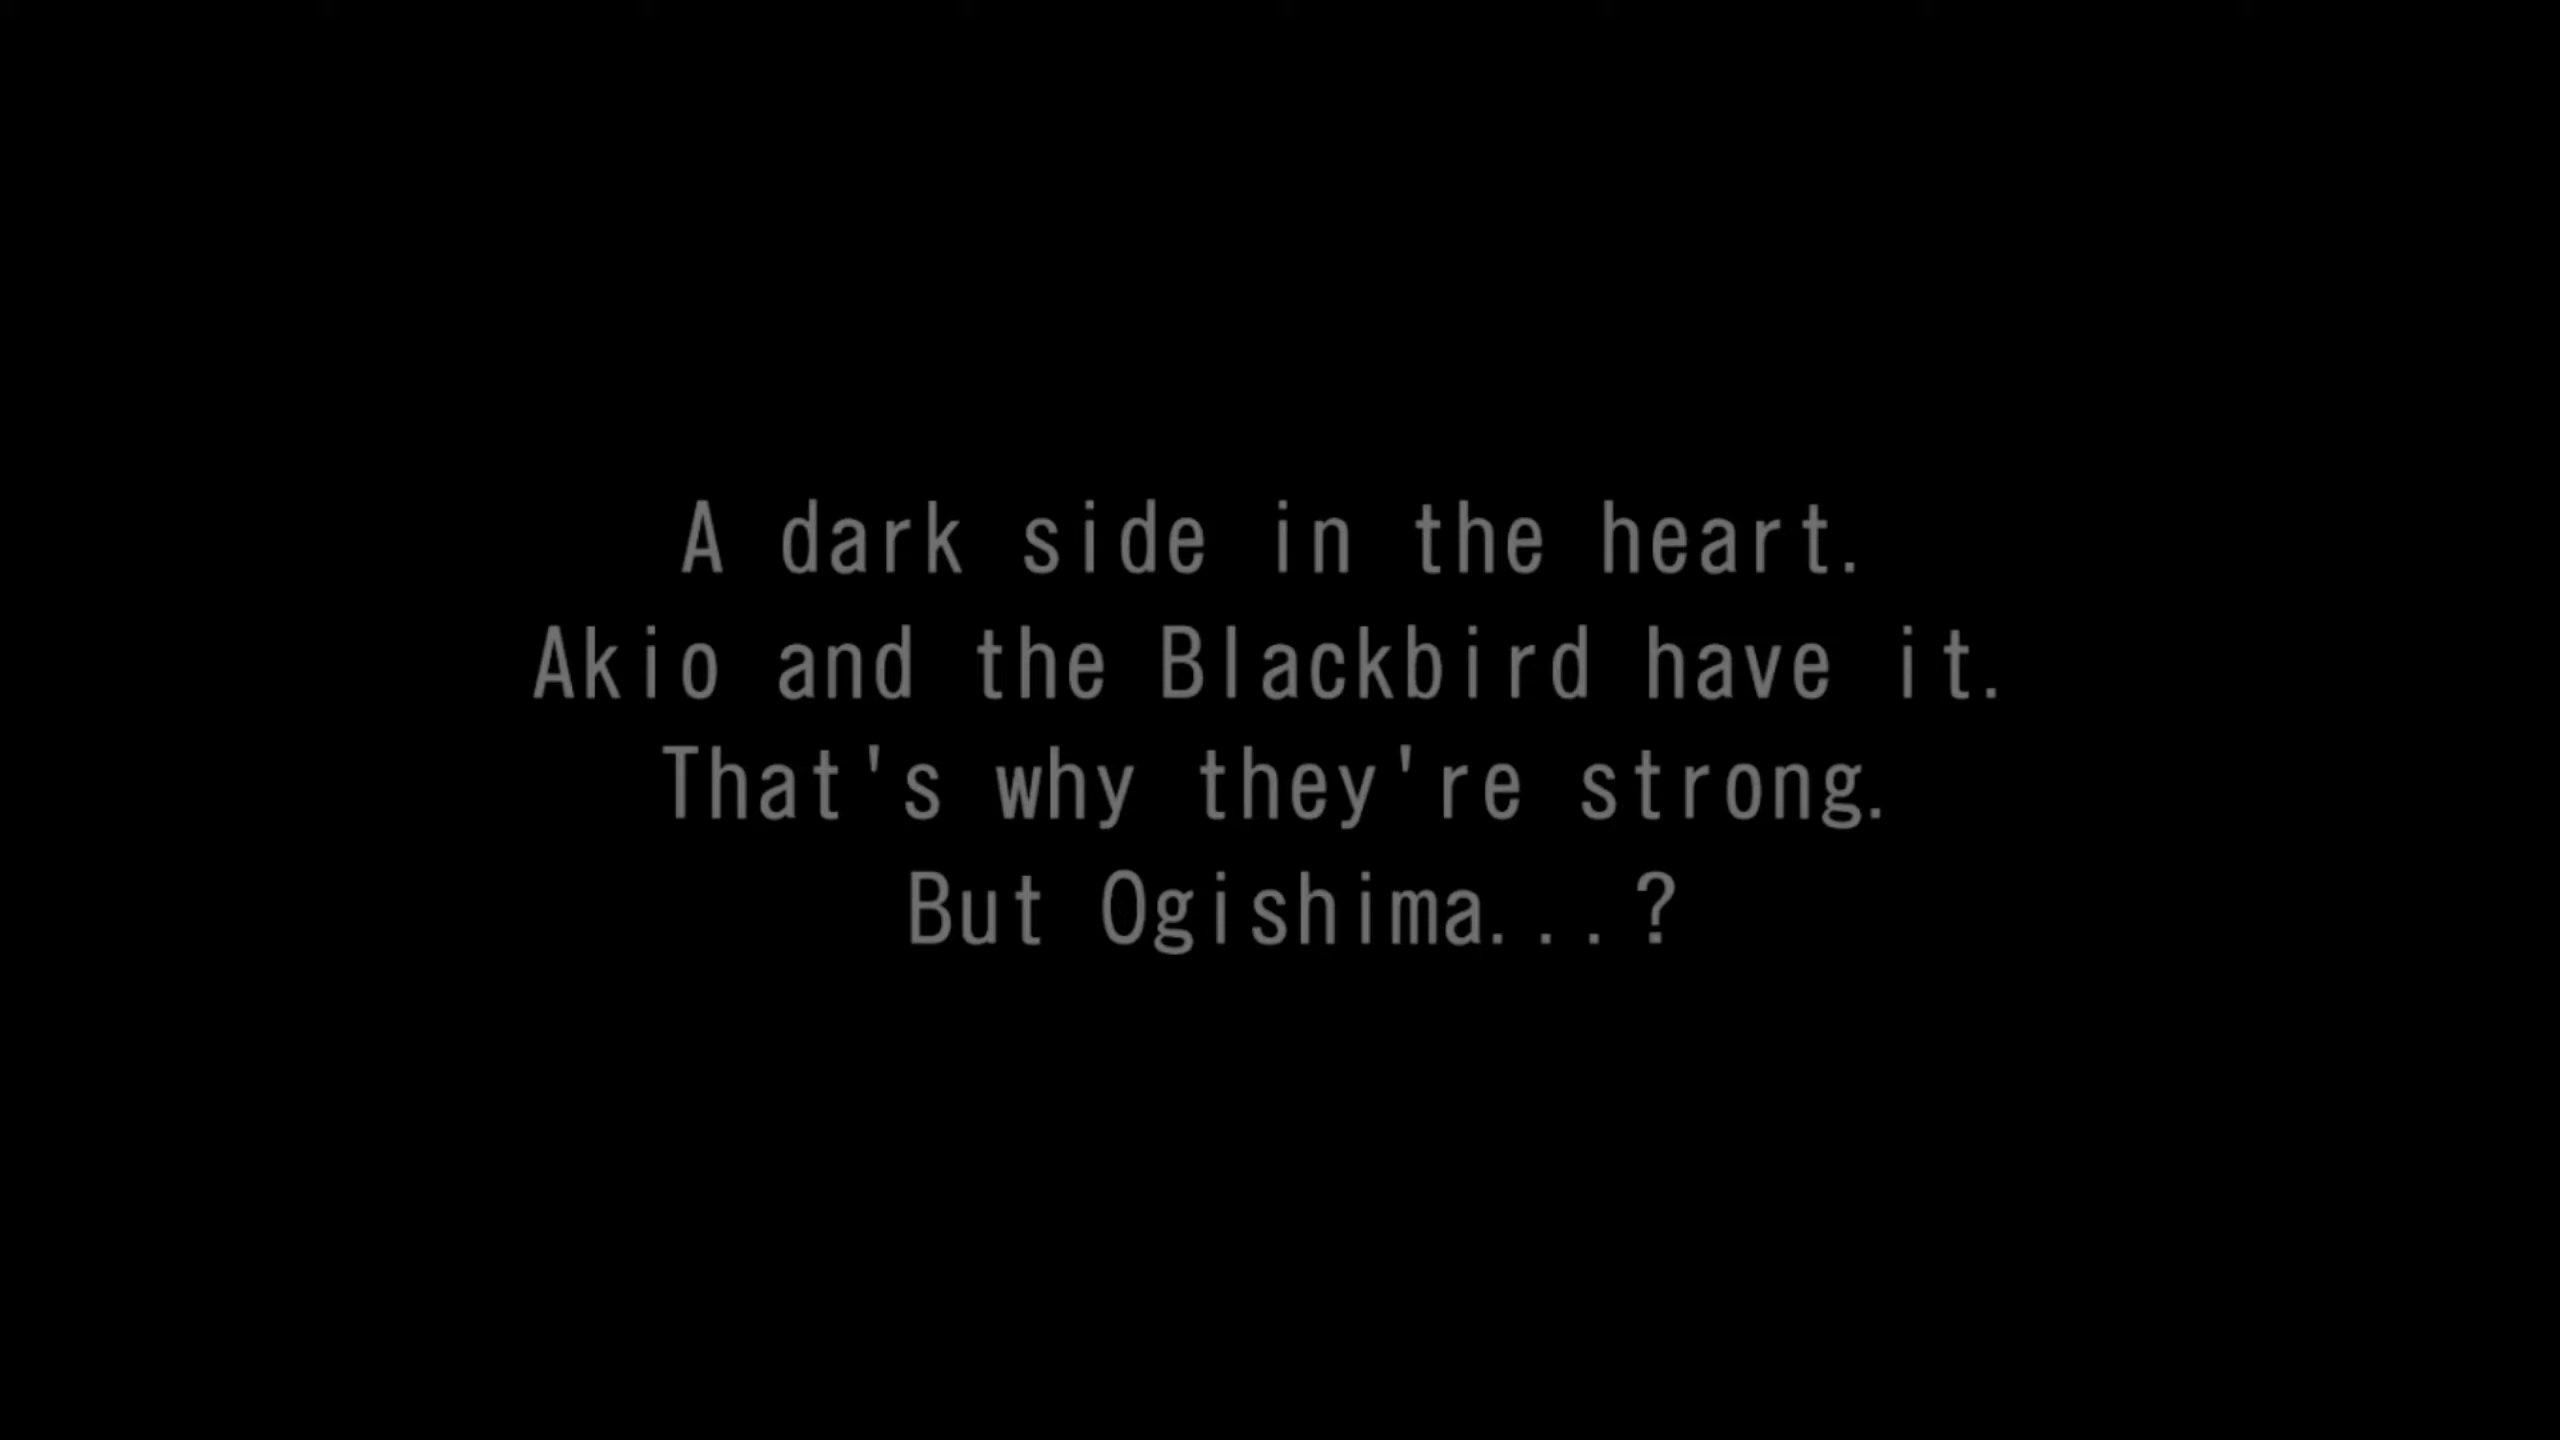 A dark side in the heart.
Akio and the Blackbird have it.
That's why they're strong.
But Ogishima...?